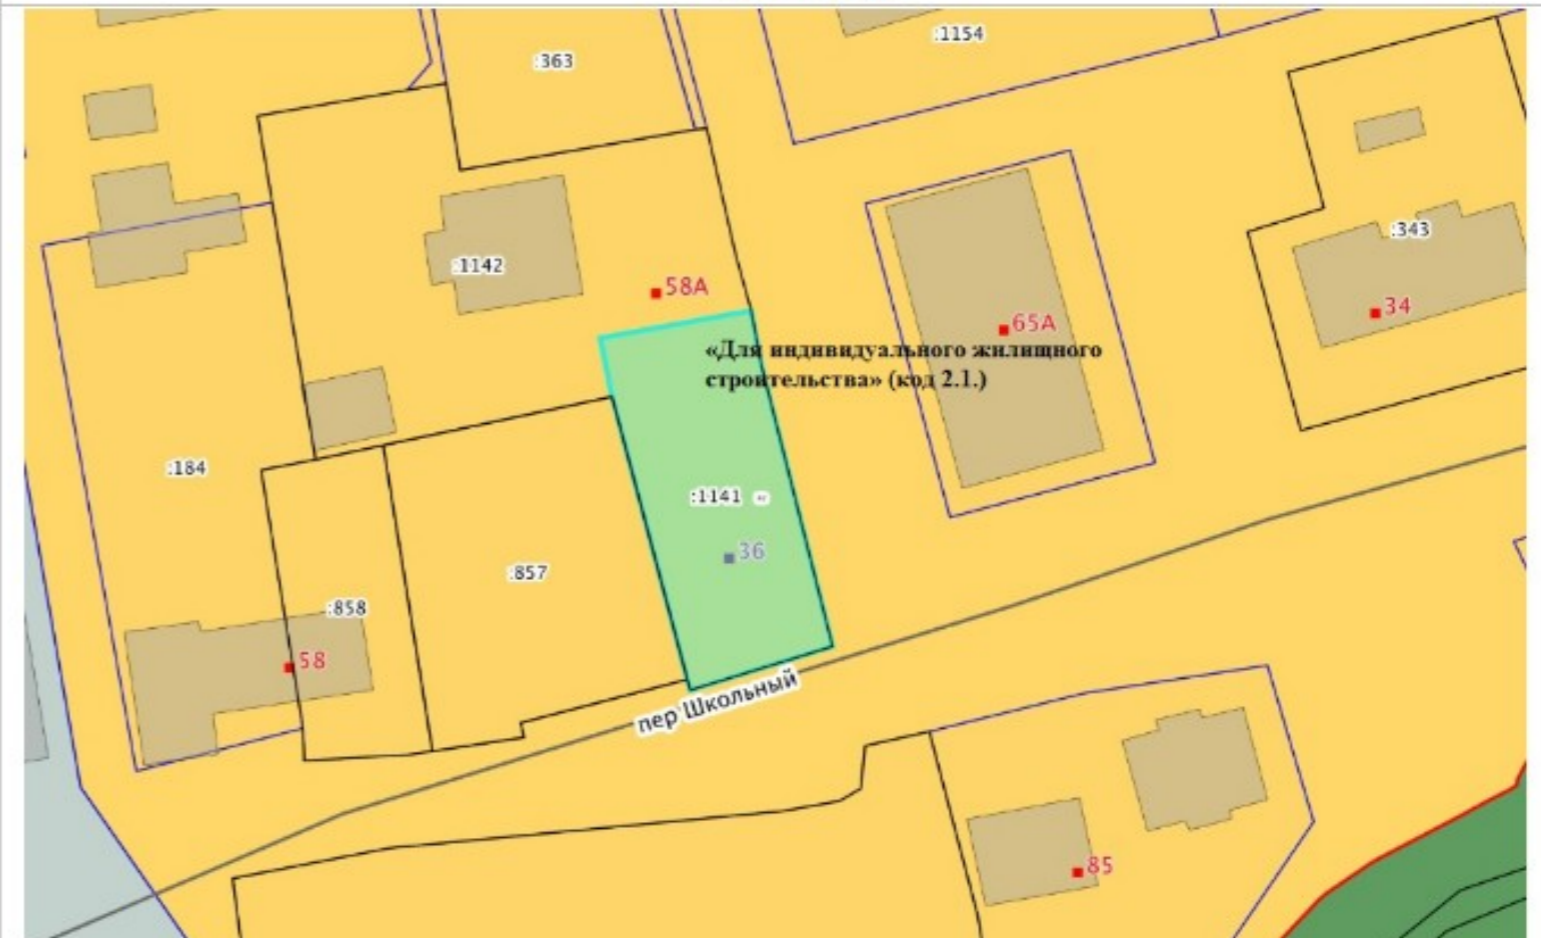 :1154
:363
:343
:1142
58А
34
65А
«Для индивидуального жилищного
строительства» (код 2.1.)
:184
:1141
36
:857
:858
58
пер Школьный
85